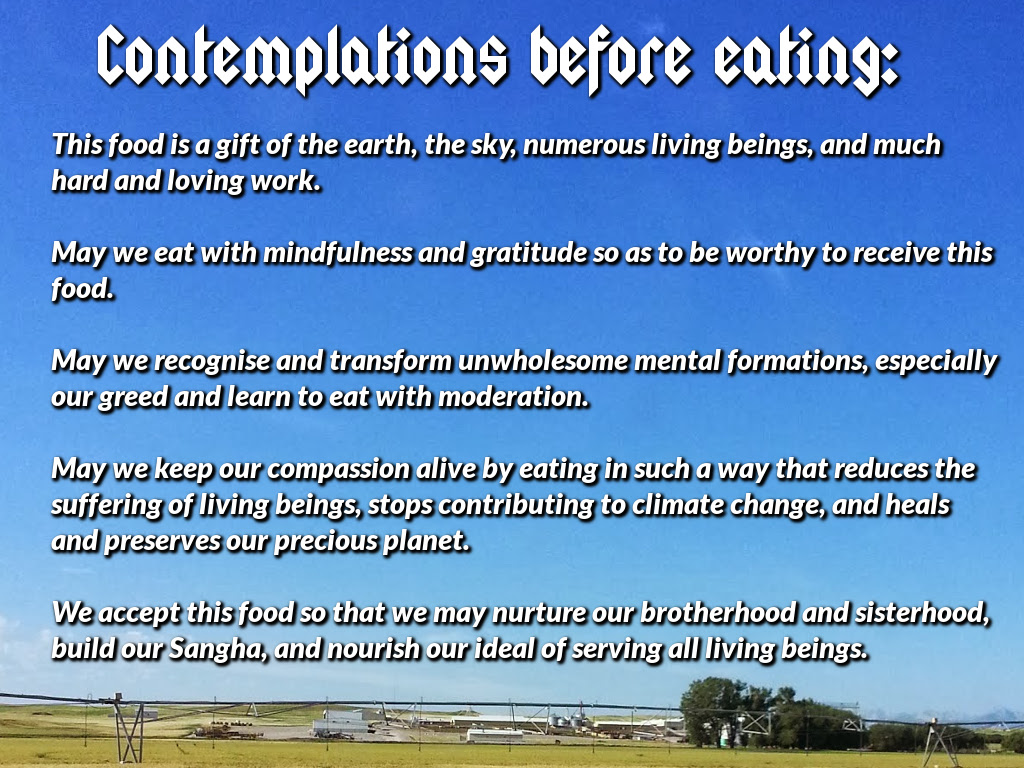 Contemplations before eating:
This food is a gift of the earth, the sky, numerous living beings, and much
hard and loving work.
May we eat with mindfulness and gratitude so as to be worthy to receive this
food.
May we recognise and transform unwholesome mental formations, especially
our greed and learn to eat with moderation.
May we keep our compassion alive by eating in such a way that reduces the
suffering of living beings, stops contributing to climate change, and heals
and preserves our precious planet.
We accept this food so that we may nurture our brotherhood and sisterhood,
build our Sangha, and nourish our ideal of serving all living beings.